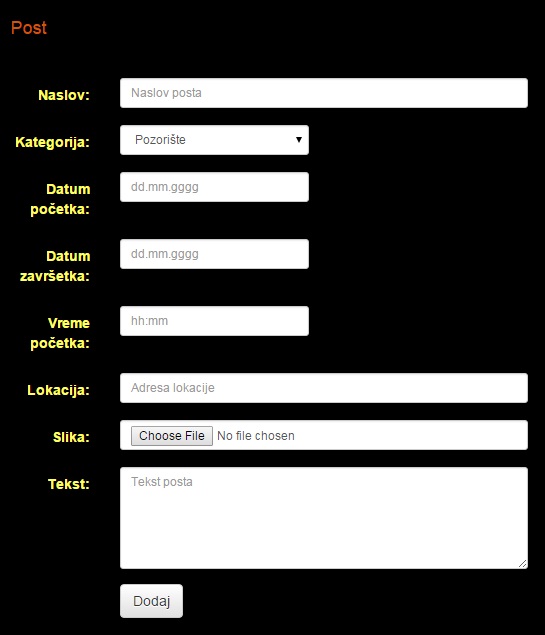 Post
Naslov: Naslov posta
Kategorija: Pozorište
Datum početka: dd.mm.gggg
Datum završetka: dd.mm.gggg
Vreme početka: hh:mm
Lokacija: Adresa lokacije
Slika: Choose File No file chosen
Tekst: Tekst posta
Dodaj